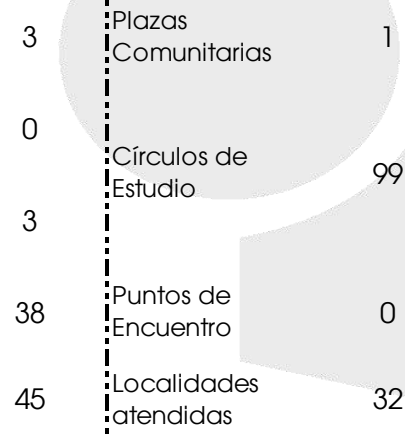 3
Plazas
Comunitarias
1
0
Círculos de
Estudio
99
3
38
Puntos de
Encuentro
0
45
Localidades
atendidas
32